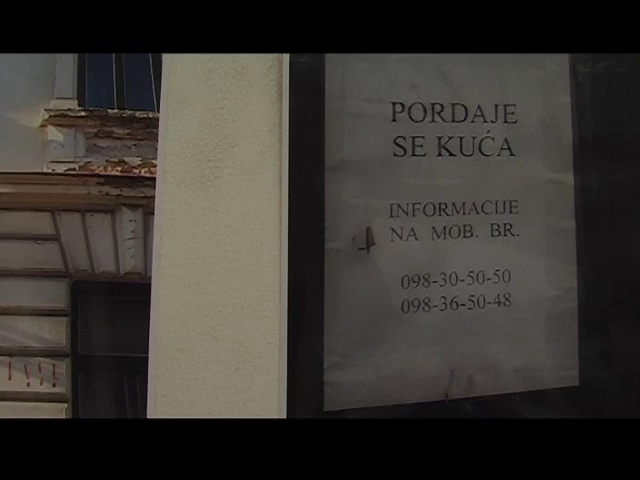 PORDAJE
SE KUĆA
INFORMACIJE
NA MOB. BR.
098-30-50-50
098-36-50-48